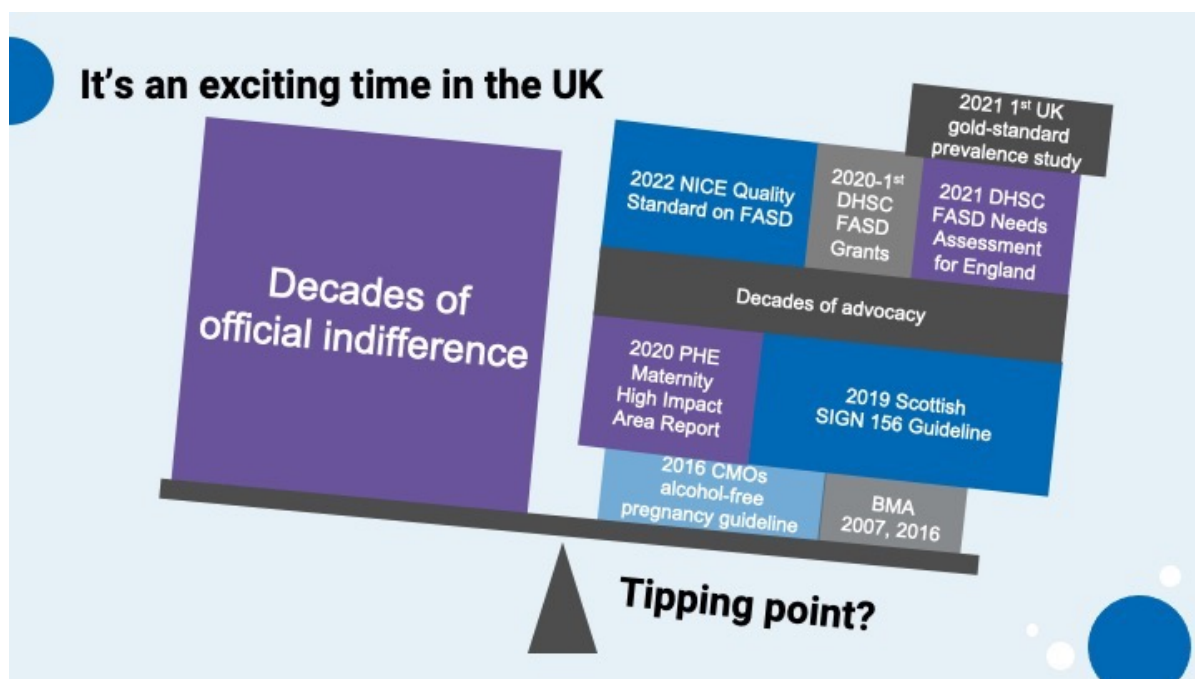 It’s an exciting time in the UK
Decades of
official indifference
2021 1st UK
gold-standard
prevalence study
2022 NICE Quality
Standard on FASD
2020-1st
DHSC
FASD
Grants
2021 DHSC
FASD Needs
Assessment
for England
Decades of advocacy
2020 PHE
Maternity
High Impact
Area Report
2019 Scottish
SIGN 156 Guideline
2016 CMOs
alcohol-free
pregnancy guideline
BMA
2007, 2016
Tipping point?